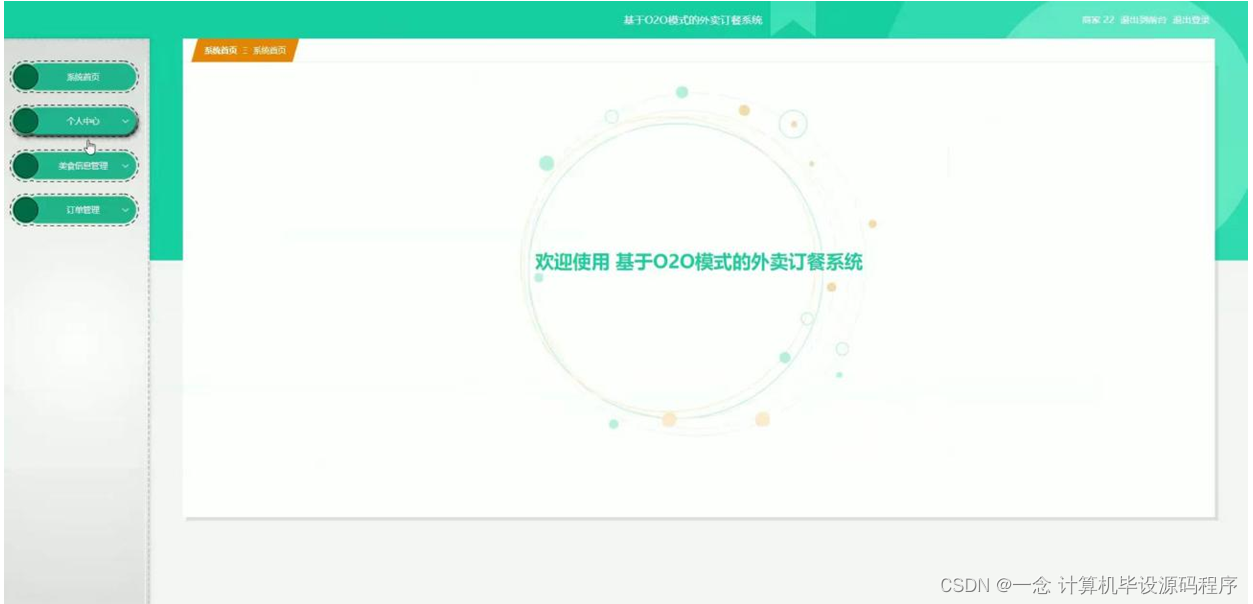 基于O2O模式的外卖订餐系统
商家 22 退出到前台 退出登录
系统首页 Ξ 系统首页
系统首页
个人中心
美食信息管理
订单管理
欢迎使用 基于O2O模式的外卖订餐系统
CSDN @一念 计算机毕设源码程序